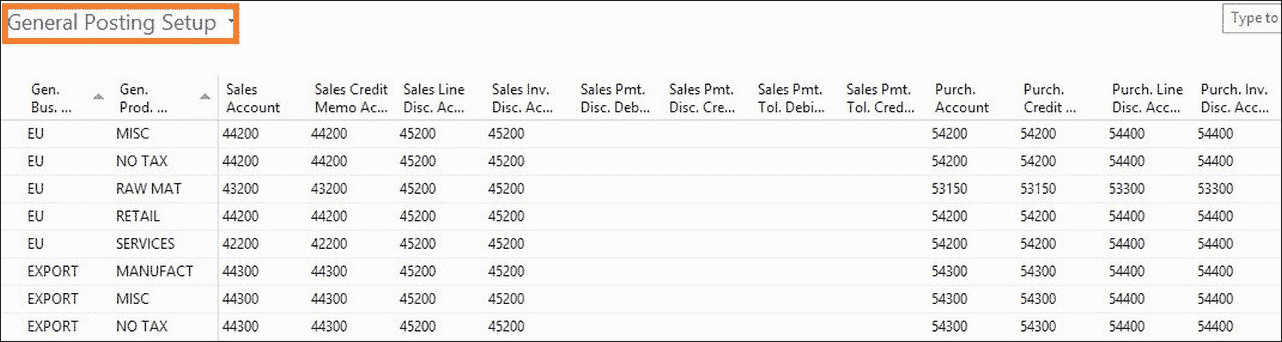 General Posting Setup
Type to
Gen. Gen. Sales Sales Credit Sales Line Sales Inv. Sales Pmt. Sales Pmt. Sales Pmt. Sales Pmt. Purch. Purch. Purch. Line Purch. Inv.
Bus. ... Prod. ... Account Memo Ac... Disc. Ac... Disc. Ac... Disc. Deb... Disc. Cre... Tol. Debi... Tol. Cred... Account Credit ... Disc. Acc... Disc. Acc...
EU MISC 44200 44200 45200 45200 54200 54200 54400 54400
EU NO TAX 44200 44200 45200 45200 54200 54200 54400 54400
EU RAW MAT 43200 43200 45200 45200 53150 53150 53300 53300
EU RETAIL 44200 44200 45200 45200 54200 54200 54400 54400
EU SERVICES 42200 42200 45200 45200 54200 54200 54400 54400
EXPORT MANUFACT 44300 44300 45200 45200 54300 54300 54400 54400
EXPORT MISC 44300 44300 45200 45200 54300 54300 54400 54400
EXPORT NO TAX 44300 44300 45200 45200 54300 54300 54400 54400